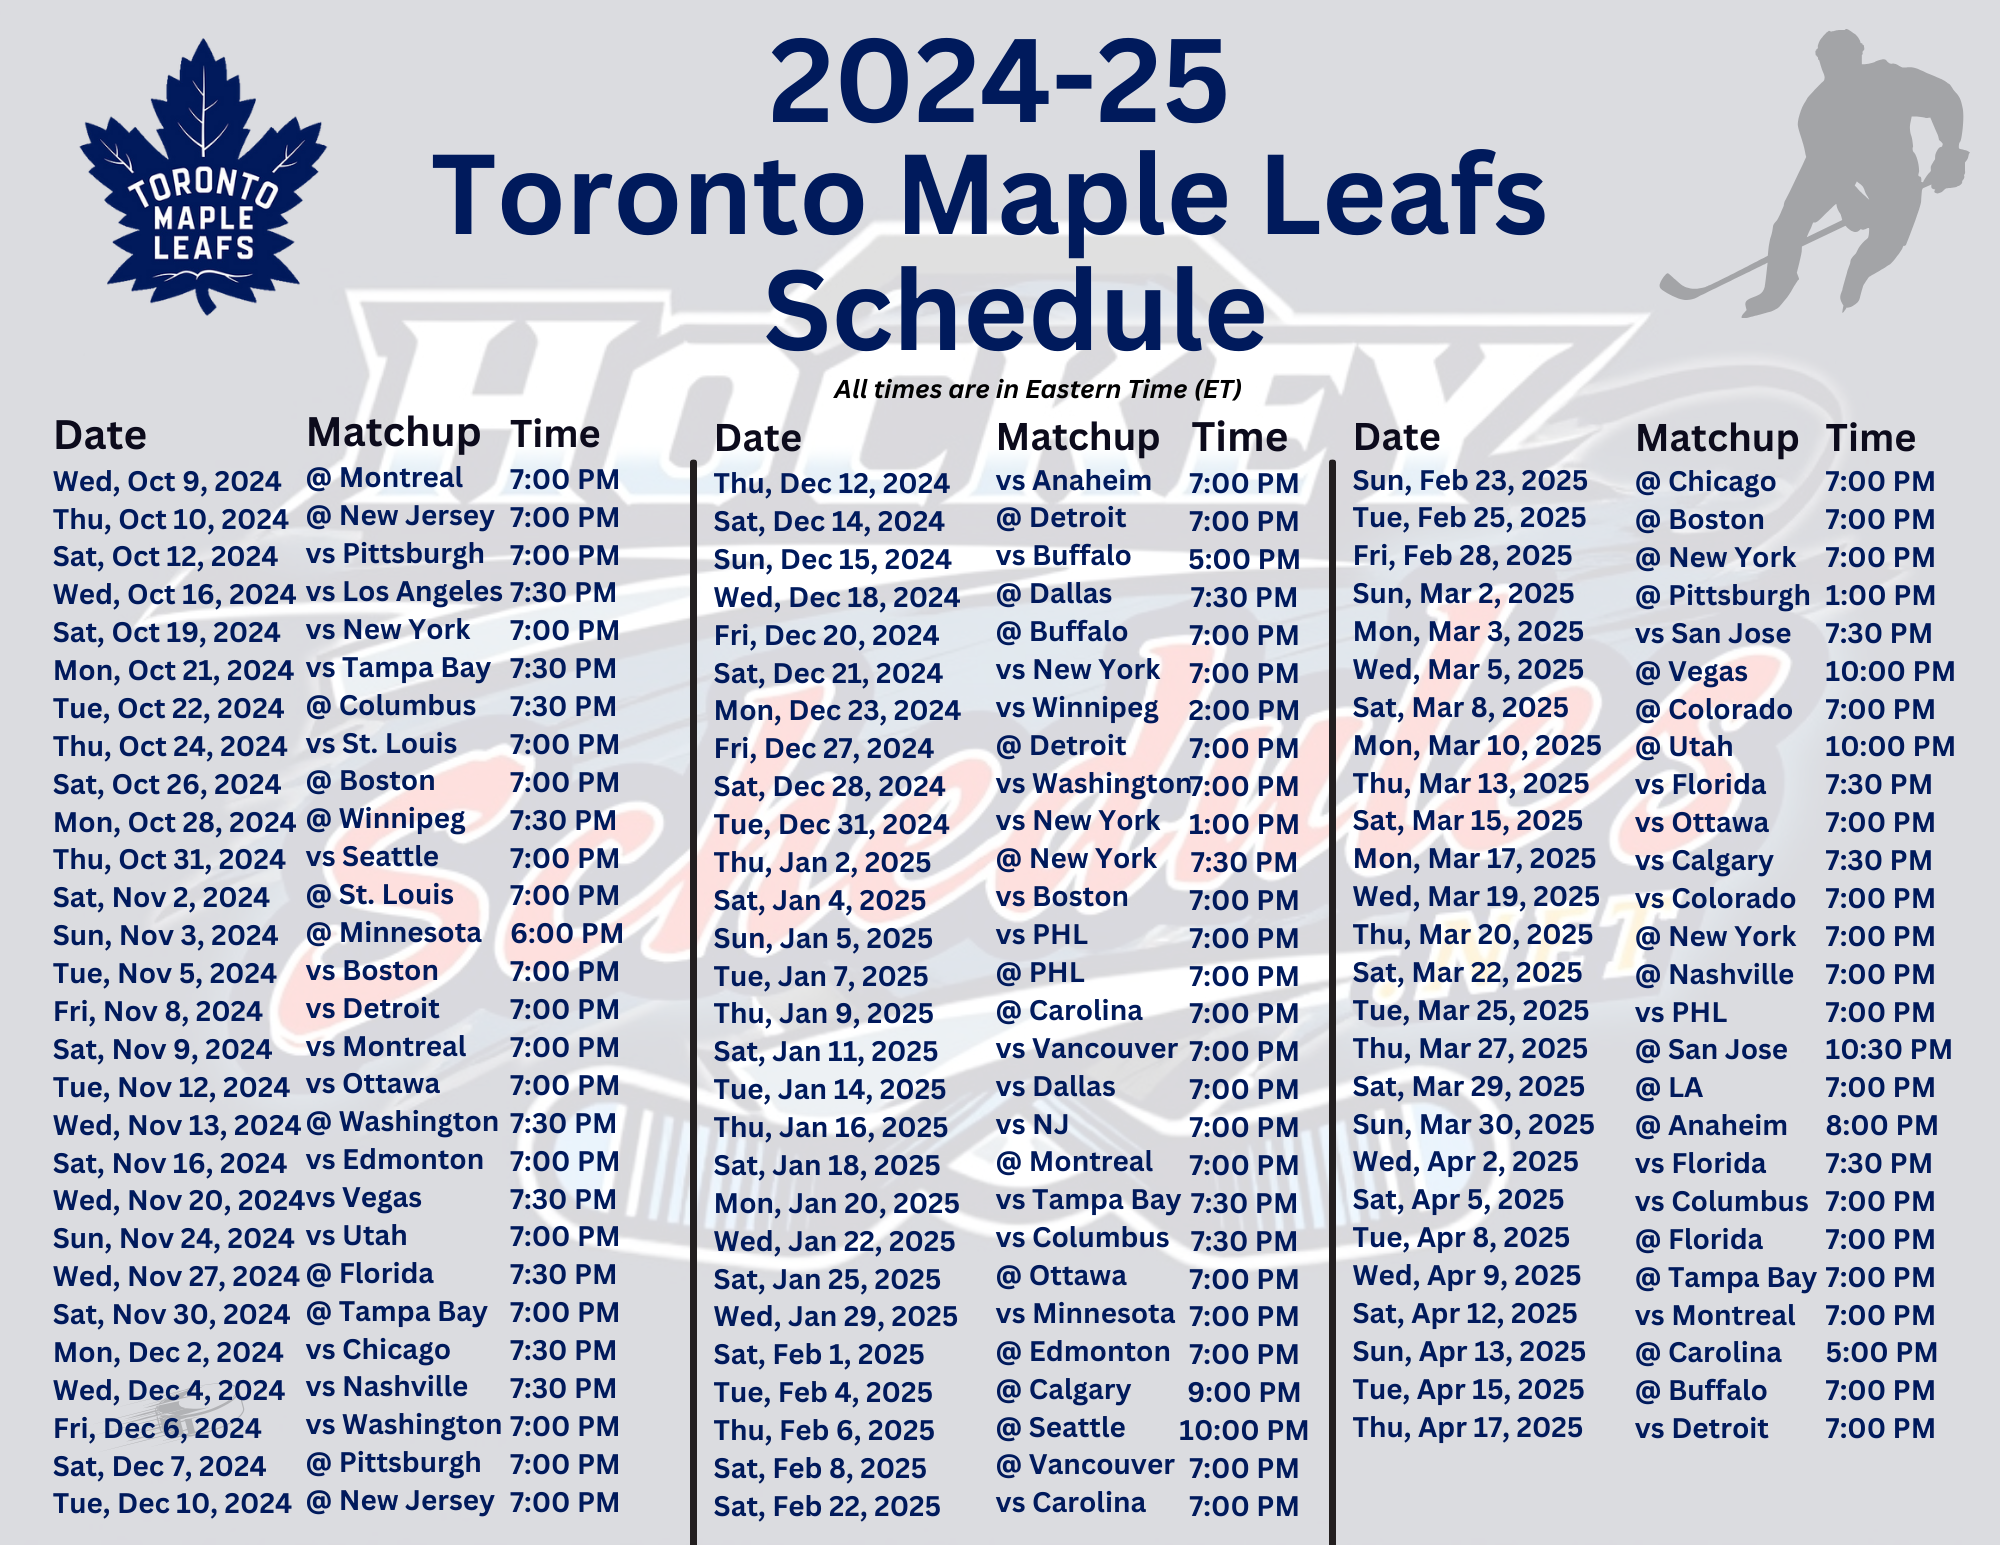 TORONTO
MAPLE
LEAFS
2024-25
Toronto Maple Leafs
Schedule
HOCKEY
Schedules
.NET
All times are in Eastern Time (ET)
Date Matchup Time
Wed, Oct 9, 2024 @ Montreal 7:00 PM
Thu, Oct 10, 2024 @ New Jersey 7:00 PM
Sat, Oct 12, 2024 vs Pittsburgh 7:00 PM
Wed, Oct 16, 2024 vs Los Angeles 7:30 PM
Sat, Oct 19, 2024 vs New York 7:00 PM
Mon, Oct 21, 2024 vs Tampa Bay 7:30 PM
Tue, Oct 22, 2024 @ Columbus 7:30 PM
Thu, Oct 24, 2024 vs St. Louis 7:00 PM
Sat, Oct 26, 2024 @ Boston 7:00 PM
Mon, Oct 28, 2024 @ Winnipeg 7:30 PM
Thu, Oct 31, 2024 vs Seattle 7:00 PM
Sat, Nov 2, 2024 @ St. Louis 7:00 PM
Sun, Nov 3, 2024 @ Minnesota 6:00 PM
Tue, Nov 5, 2024 vs Boston 7:00 PM
Fri, Nov 8, 2024 vs Detroit 7:00 PM
Sat, Nov 9, 2024 vs Montreal 7:00 PM
Tue, Nov 12, 2024 vs Ottawa 7:00 PM
Wed, Nov 13, 2024 @ Washington 7:30 PM
Sat, Nov 16, 2024 vs Edmonton 7:00 PM
Wed, Nov 20, 2024 vs Vegas 7:30 PM
Sun, Nov 24, 2024 vs Utah 7:00 PM
Wed, Nov 27, 2024 @ Florida 7:30 PM
Sat, Nov 30, 2024 @ Tampa Bay 7:00 PM
Mon, Dec 2, 2024 vs Chicago 7:30 PM
Wed, Dec 4, 2024 vs Nashville 7:30 PM
Fri, Dec 6, 2024 vs Washington 7:00 PM
Sat, Dec 7, 2024 @ Pittsburgh 7:00 PM
Tue, Dec 10, 2024 @ New Jersey 7:00 PM
Date Matchup Time
Thu, Dec 12, 2024 vs Anaheim 7:00 PM
Sat, Dec 14, 2024 @ Detroit 7:00 PM
Sun, Dec 15, 2024 vs Buffalo 5:00 PM
Wed, Dec 18, 2024 @ Dallas 7:30 PM
Fri, Dec 20, 2024 @ Buffalo 7:00 PM
Sat, Dec 21, 2024 vs New York 7:00 PM
Mon, Dec 23, 2024 vs Winnipeg 2:00 PM
Fri, Dec 27, 2024 @ Detroit 7:00 PM
Sat, Dec 28, 2024 vs Washington 7:00 PM
Tue, Dec 31, 2024 vs New York 1:00 PM
Thu, Jan 2, 2025 @ New York 7:30 PM
Sat, Jan 4, 2025 vs Boston 7:00 PM
Sun, Jan 5, 2025 vs PHL 7:00 PM
Tue, Jan 7, 2025 @ PHL 7:00 PM
Thu, Jan 9, 2025 @ Carolina 7:00 PM
Sat, Jan 11, 2025 vs Vancouver 7:00 PM
Tue, Jan 14, 2025 vs Dallas 7:00 PM
Thu, Jan 16, 2025 vs NJ 7:00 PM
Sat, Jan 18, 2025 @ Montreal 7:00 PM
Mon, Jan 20, 2025 vs Tampa Bay 7:30 PM
Wed, Jan 22, 2025 vs Columbus 7:30 PM
Sat, Jan 25, 2025 @ Ottawa 7:00 PM
Wed, Jan 29, 2025 vs Minnesota 7:00 PM
Sat, Feb 1, 2025 @ Edmonton 7:00 PM
Tue, Feb 4, 2025 @ Calgary 9:00 PM
Thu, Feb 6, 2025 @ Seattle 10:00 PM
Sat, Feb 8, 2025 @ Vancouver 7:00 PM
Sat, Feb 22, 2025 vs Carolina 7:00 PM
Date Matchup Time
Sun, Feb 23, 2025 @ Chicago 7:00 PM
Tue, Feb 25, 2025 @ Boston 7:00 PM
Fri, Feb 28, 2025 @ New York 7:00 PM
Sun, Mar 2, 2025 @ Pittsburgh 1:00 PM
Mon, Mar 3, 2025 vs San Jose 7:30 PM
Wed, Mar 5, 2025 @ Vegas 10:00 PM
Sat, Mar 8, 2025 @ Colorado 7:00 PM
Mon, Mar 10, 2025 @ Utah 10:00 PM
Thu, Mar 13, 2025 vs Florida 7:30 PM
Sat, Mar 15, 2025 vs Ottawa 7:00 PM
Mon, Mar 17, 2025 vs Calgary 7:30 PM
Wed, Mar 19, 2025 vs Colorado 7:00 PM
Thu, Mar 20, 2025 @ New York 7:00 PM
Sat, Mar 22, 2025 @ Nashville 7:00 PM
Tue, Mar 25, 2025 vs PHL 7:00 PM
Thu, Mar 27, 2025 @ San Jose 10:30 PM
Sat, Mar 29, 2025 @ LA 7:00 PM
Sun, Mar 30, 2025 @ Anaheim 8:00 PM
Wed, Apr 2, 2025 vs Florida 7:30 PM
Sat, Apr 5, 2025 vs Columbus 7:00 PM
Tue, Apr 8, 2025 @ Florida 7:00 PM
Wed, Apr 9, 2025 @ Tampa Bay 7:00 PM
Sat, Apr 12, 2025 vs Montreal 7:00 PM
Sun, Apr 13, 2025 @ Carolina 5:00 PM
Tue, Apr 15, 2025 @ Buffalo 7:00 PM
Thu, Apr 17, 2025 vs Detroit 7:00 PM